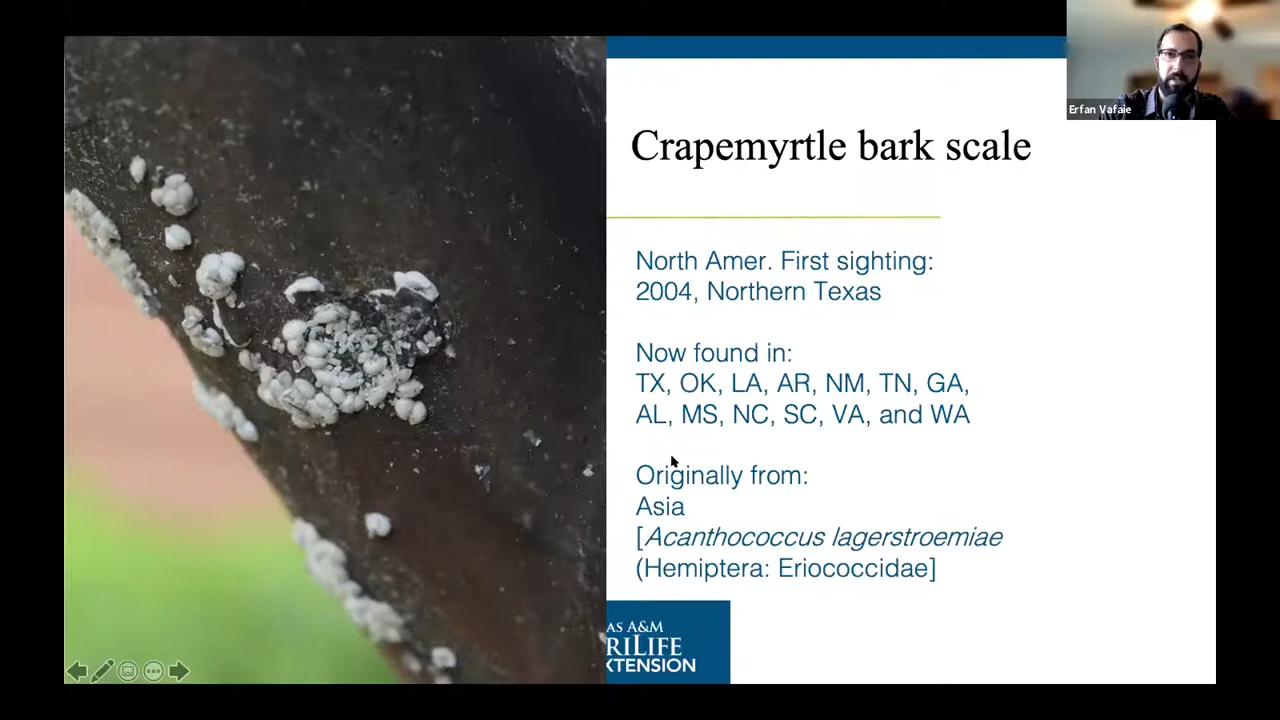 Erfan Vafaie
Crapemyrtle bark scale
North Amer. First sighting:
2004, Northern Texas
Now found in:
TX, OK, LA, AR, NM, TN, GA,
AL, MS, NC, SC, VA, and WA
Originally from:
Asia
[Acanthococcus lagerstroemiae
(Hemiptera: Eriococcidae]
AS A&M
RILIFE
XTENSION